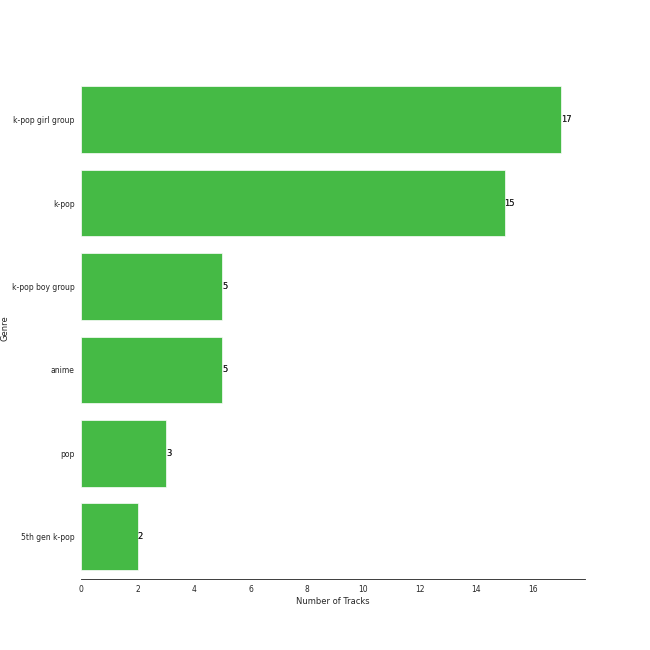 k-pop girl group
17
k-pop
15
k-pop boy group
5
anime
5
pop
3
5th gen k-pop
2
Genre
0 2 4 6 8 10 12 14 16
Number of Tracks